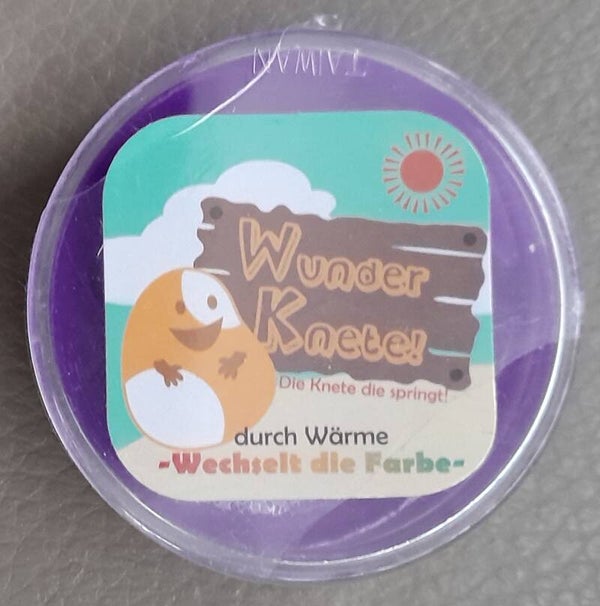 TAIWAN
Wunder
Knete!
Die Knete die springt!
durch Wärme
-Wechselt die Farbe-